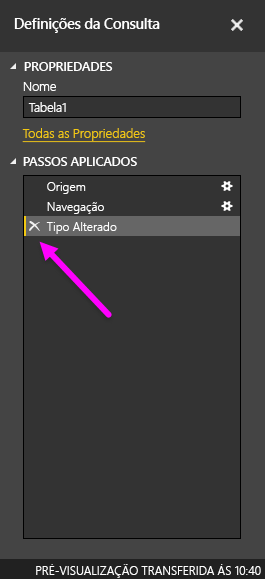 Definições da Consulta
PROPRIEDADES
Nome
Tabela1
Todas as Propriedades
PASSOS APLICADOS
Origem
Navegação
Tipo Alterado
PRÉ-VISUALIZAÇÃO TRANSFERIDA ÁS 10:40